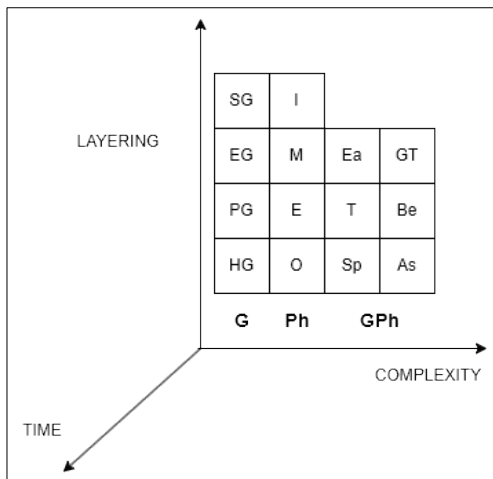 SG I
LAYERING
EG M Ea GT
PG E T Be
HG O Sp As
G Ph GPh
COMPLEXITY
TIME